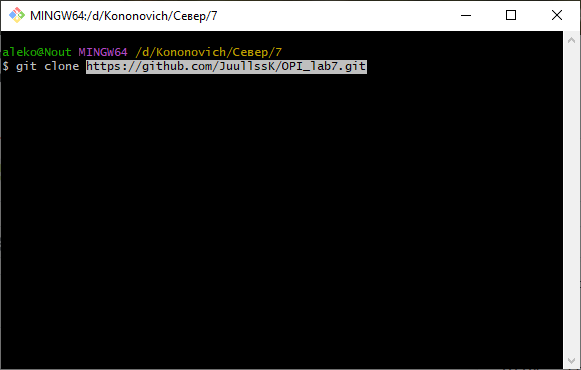 MINGW64:/d/Kononovich/Север/7
aleko@Nout MINGW64 /d/Kononovich/Север/7
$ git clone https://github.com/JuullssK/OPI_lab7.git